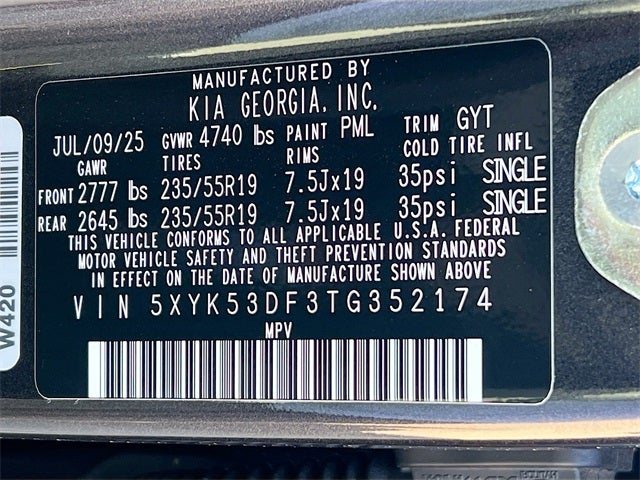 MANUFACTURED BY
KIA GEORGIA, INC.
JUL/09/25 GVWR 4740 lbs PAINT PML TRIM GYT
GAWR TIRES RIMS COLD TIRE INFL
FRONT 2777 lbs 235/55R19 7.5Jx19 35psi SINGLE
REAR 2645 lbs 235/55R19 7.5Jx19 35psi SINGLE
THIS VEHICLE CONFORMS TO ALL APPLICABLE U.S.A. FEDERAL
MOTOR VEHICLE SAFETY AND THEFT PREVENTION STANDARDS
IN EFFECT ON THE DATE OF MANUFACTURE SHOWN ABOVE
VIN 5XYK53DF3TG352174
MPV
W420